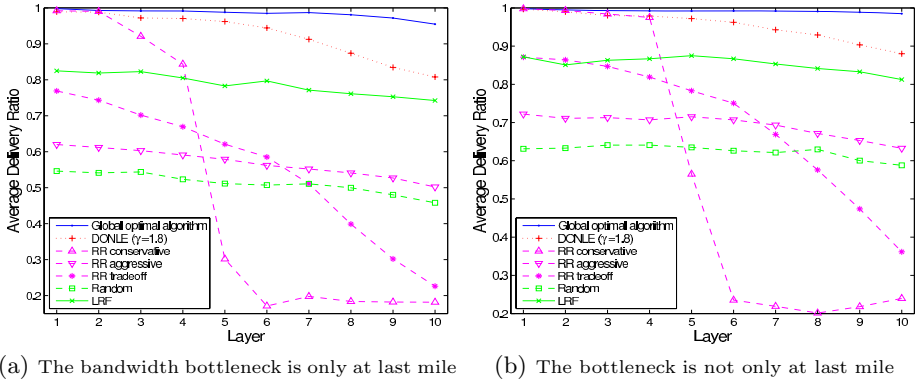 Average Delivery Ratio
1
0.9
0.8
0.7
0.6
0.5
0.4
0.3
0.2
Global optimal algorithm
DONLE (γ=1.8)
RR conservative
RR aggressive
RR tradeoff
Random
LRF
1 2 3 4 5 6 7 8 9 10
Layer
(a) The bandwidth bottleneck is only at last mile
Average Delivery Ratio
1
0.9
0.8
0.7
0.6
0.5
0.4
0.3
0.2
Global optimal algorithm
DONLE (γ=1.8)
RR conservative
RR aggressive
RR tradeoff
Random
LRF
1 2 3 4 5 6 7 8 9 10
Layer
(b) The bottleneck is not only at last mile